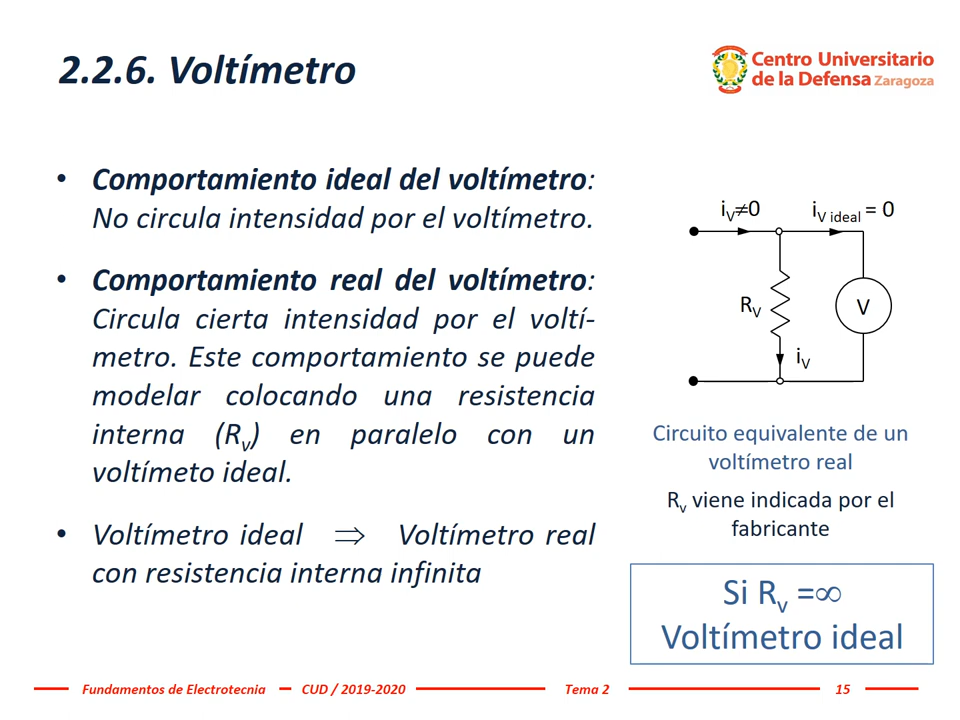 2.2.6. Voltímetro
Centro Universitario
de la Defensa Zaragoza
• Comportamiento ideal del voltímetro:
No circula intensidad por el voltímetro.
• Comportamiento real del voltímetro:
Circula cierta intensidad por el voltí-
metro. Este comportamiento se puede
modelar colocando una resistencia
interna (Rv) en paralelo con un
voltímeto ideal.
• Voltímetro ideal ⇒ Voltímetro real
con resistencia interna infinita
iV≠0
iV ideal = 0
RV
V
iV
Circuito equivalente de un
voltímetro real
Rv viene indicada por el
fabricante
Si Rv =∞
Voltímetro ideal
Fundamentos de Electrotecnia CUD / 2019-2020 Tema 2 15